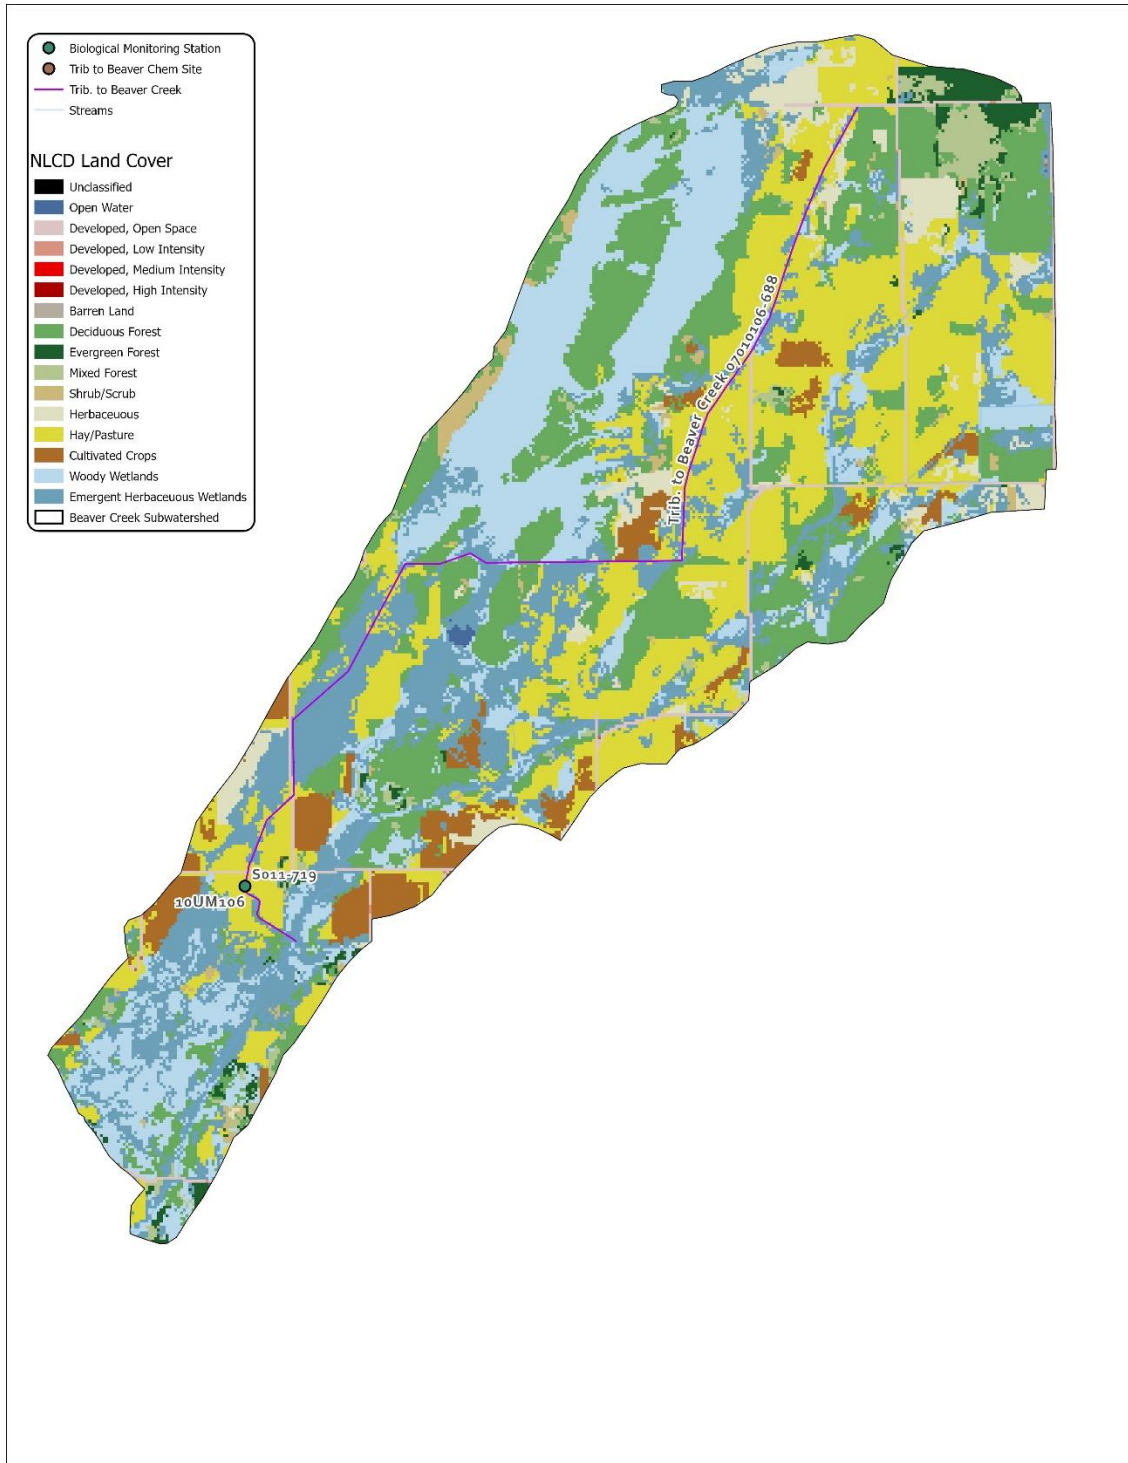 Biological Monitoring Station
Trib to Beaver Chem Site
Trib. to Beaver Creek
Streams
NLCD Land Cover
Unclassified
Open Water
Developed, Open Space
Developed, Low Intensity
Developed, Medium Intensity
Developed, High Intensity
Barren Land
Deciduous Forest
Evergreen Forest
Mixed Forest
Shrub/Scrub
Herbaceuous
Hay/Pasture
Cultivated Crops
Woody Wetlands
Emergent Herbaceuous Wetlands
Beaver Creek Subwatershed
Trib. to Beaver Creek 07010106-688
S011-719
10UM106